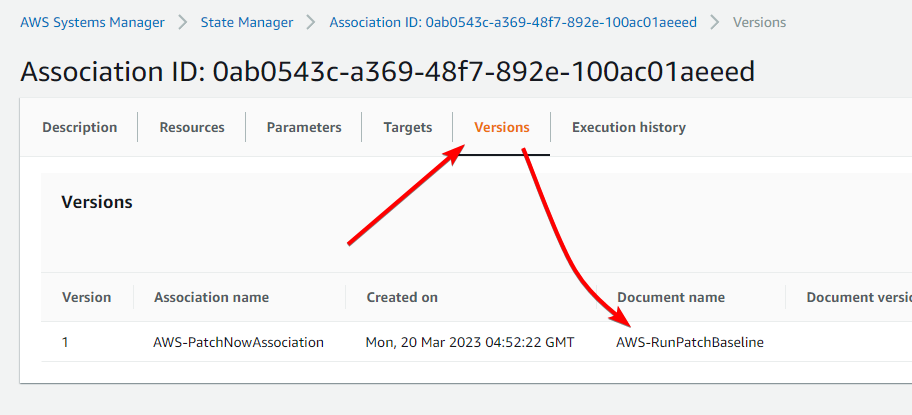 AWS Systems Manager > State Manager > Association ID: 0ab0543c-a369-48f7-892e-100ac01aeeed > Versions
Association ID: 0ab0543c-a369-48f7-892e-100ac01aeeed
Description Resources Parameters Targets Versions Execution history
Versions
Version Association name Created on Document name Document versio
1 AWS-PatchNowAssociation Mon, 20 Mar 2023 04:52:22 GMT AWS-RunPatchBaseline